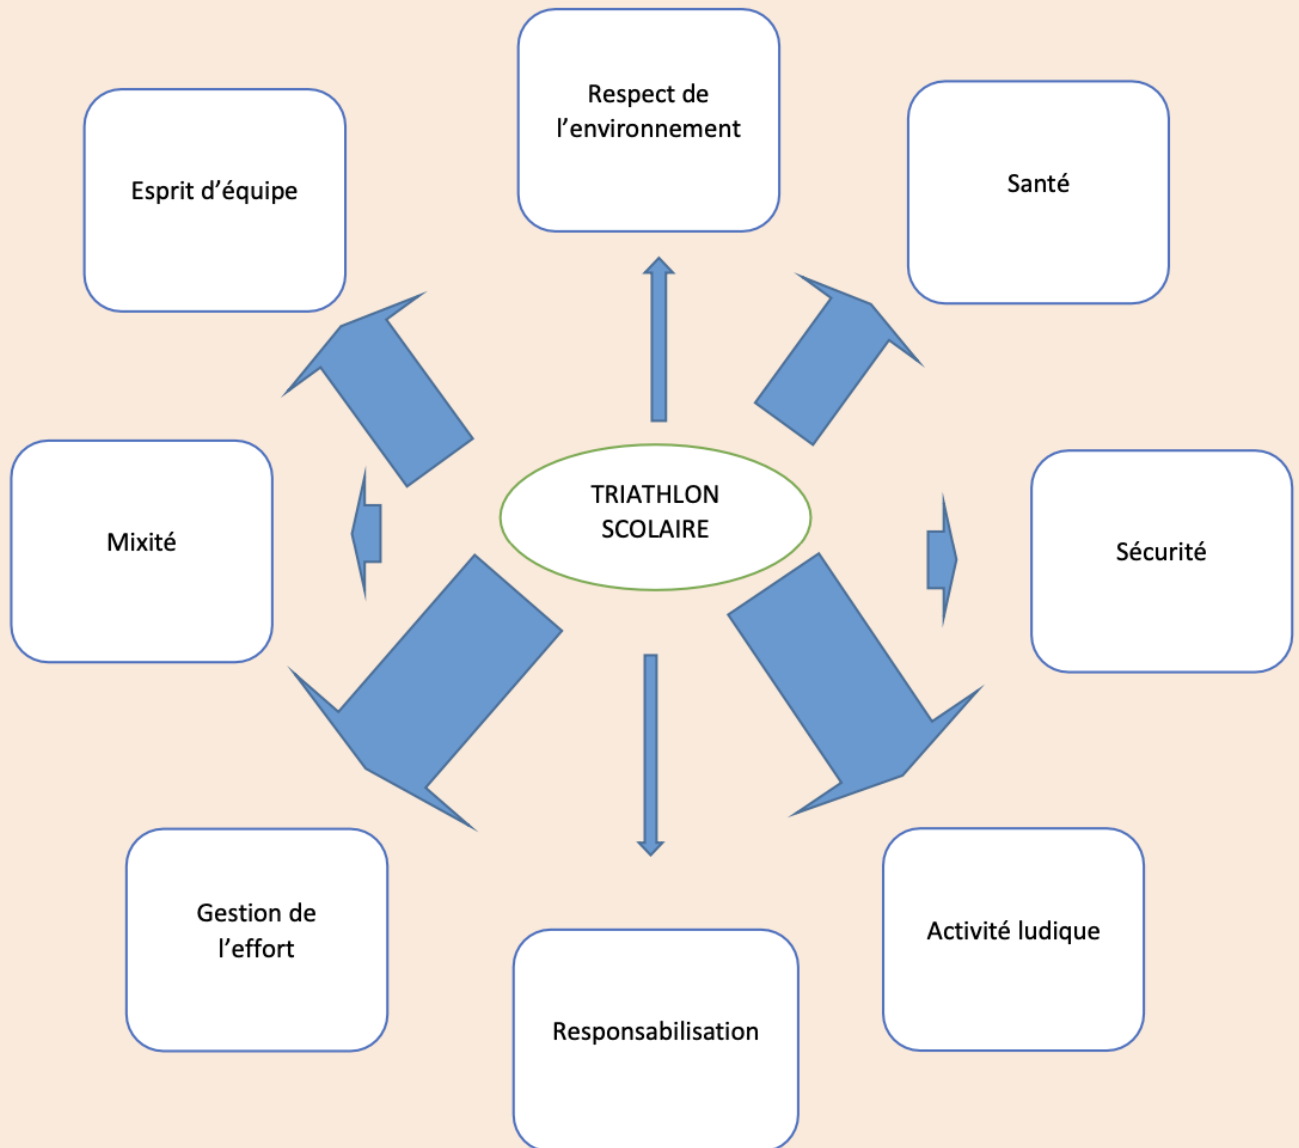 Respect de
l’environnement
Santé
Esprit d’équipe
TRIATHLON
SCOLAIRE
Mixité
Sécurité
Gestion de
l’effort
Activité ludique
Responsabilisation